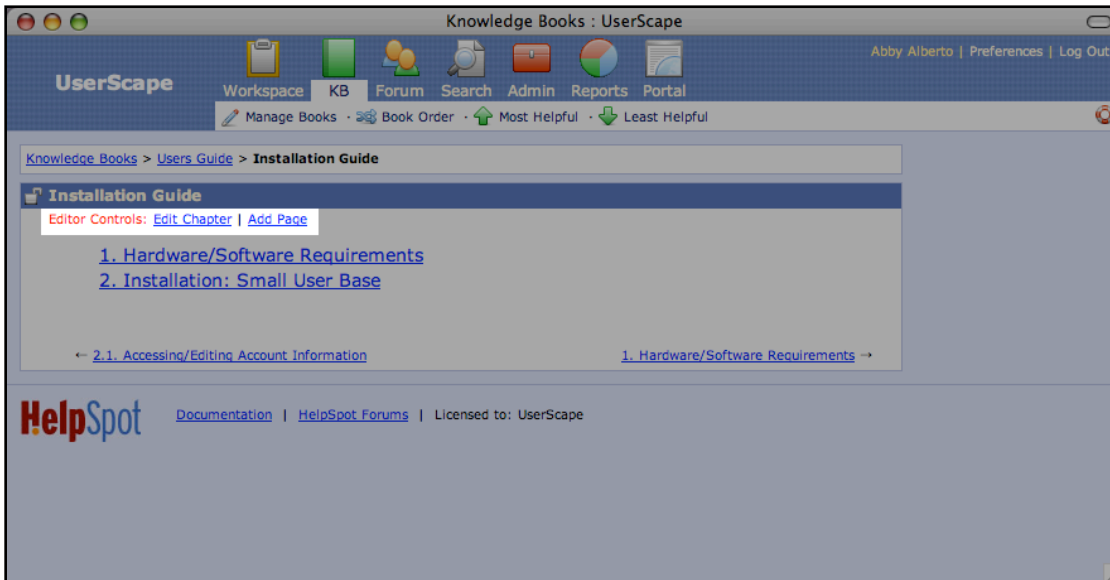 Knowledge Books : UserScape
Abby Alberto | Preferences | Log Out
UserScape
Workspace KB Forum Search Admin Reports Portal
Manage Books · Book Order · Most Helpful · Least Helpful
Knowledge Books > Users Guide > Installation Guide
Installation Guide
Editor Controls: Edit Chapter | Add Page
1. Hardware/Software Requirements
2. Installation: Small User Base
← 2.1. Accessing/Editing Account Information 1. Hardware/Software Requirements →
HelpSpot Documentation | HelpSpot Forums | Licensed to: UserScape